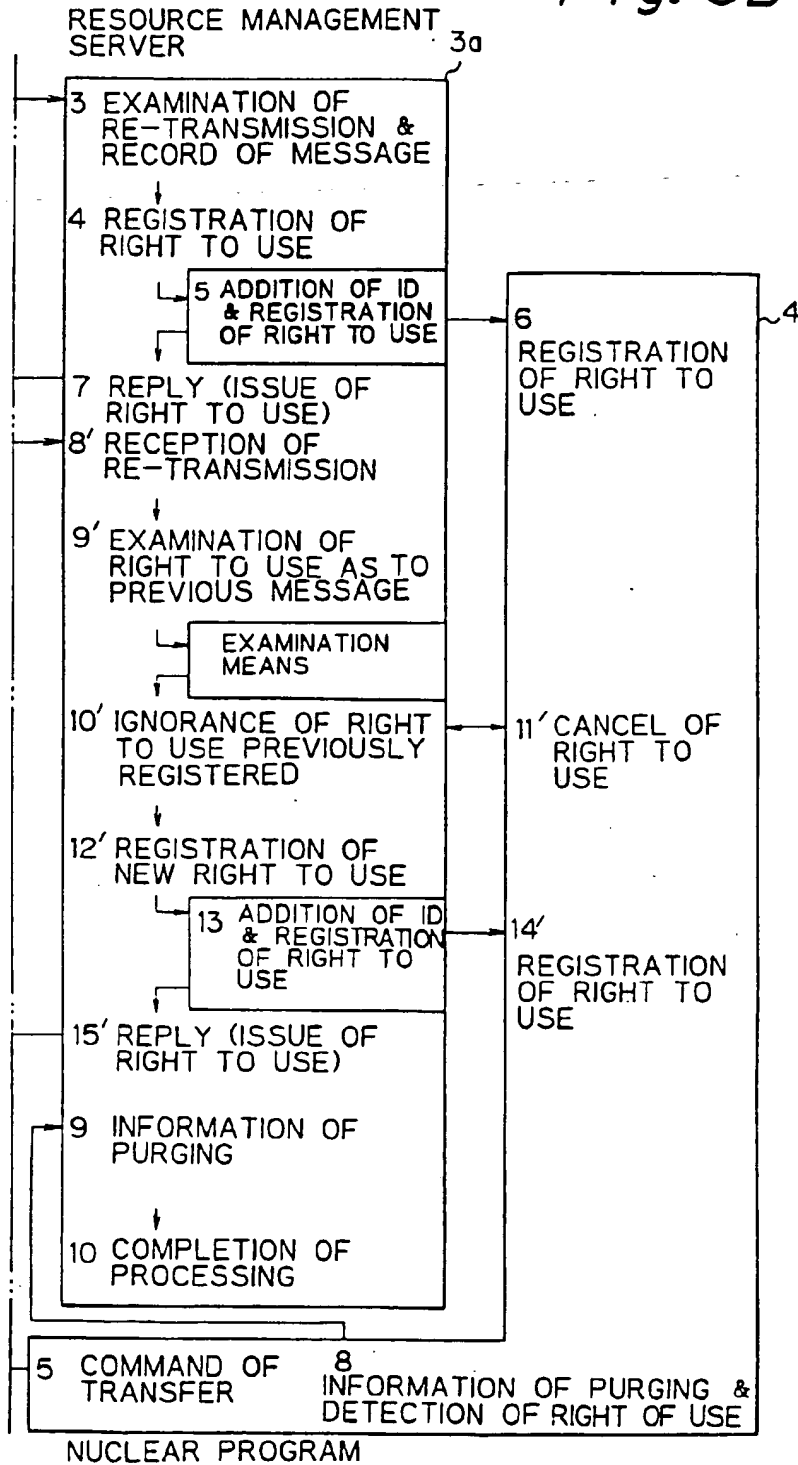 Fig. 8B
RESOURCE MANAGEMENT
SERVER
3a
3 EXAMINATION OF
RE-TRANSMISSION &
RECORD OF MESSAGE
4 REGISTRATION OF
RIGHT TO USE
5 ADDITION OF ID
& REGISTRATION
OF RIGHT TO USE
6
REGISTRATION
OF RIGHT TO
USE
4
7 REPLY (ISSUE OF
RIGHT TO USE)
8' RECEPTION OF
RE-TRANSMISSION
9' EXAMINATION OF
RIGHT TO USE AS TO
PREVIOUS MESSAGE
EXAMINATION
MEANS
10' IGNORANCE OF RIGHT
TO USE PREVIOUSLY
REGISTERED
11' CANCEL OF
RIGHT TO
USE
12' REGISTRATION OF
NEW RIGHT TO USE
13 ADDITION OF ID
& REGISTRATION
OF RIGHT TO
USE
14'
REGISTRATION
OF RIGHT TO
USE
15' REPLY (ISSUE OF
RIGHT TO USE)
9 INFORMATION OF
PURGING
10 COMPLETION OF
PROCESSING
5 COMMAND OF
TRANSFER
8
INFORMATION OF PURGING &
DETECTION OF RIGHT OF USE
NUCLEAR PROGRAM